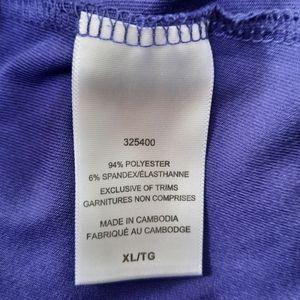 325400
94% POLYESTER
6% SPANDEX/ÉLASTHANNE
EXCLUSIVE OF TRIMS
GARNITURES NON COMPRISES
MADE IN CAMBODIA
FABRIQUÉ AU CAMBODGE
XL/TG